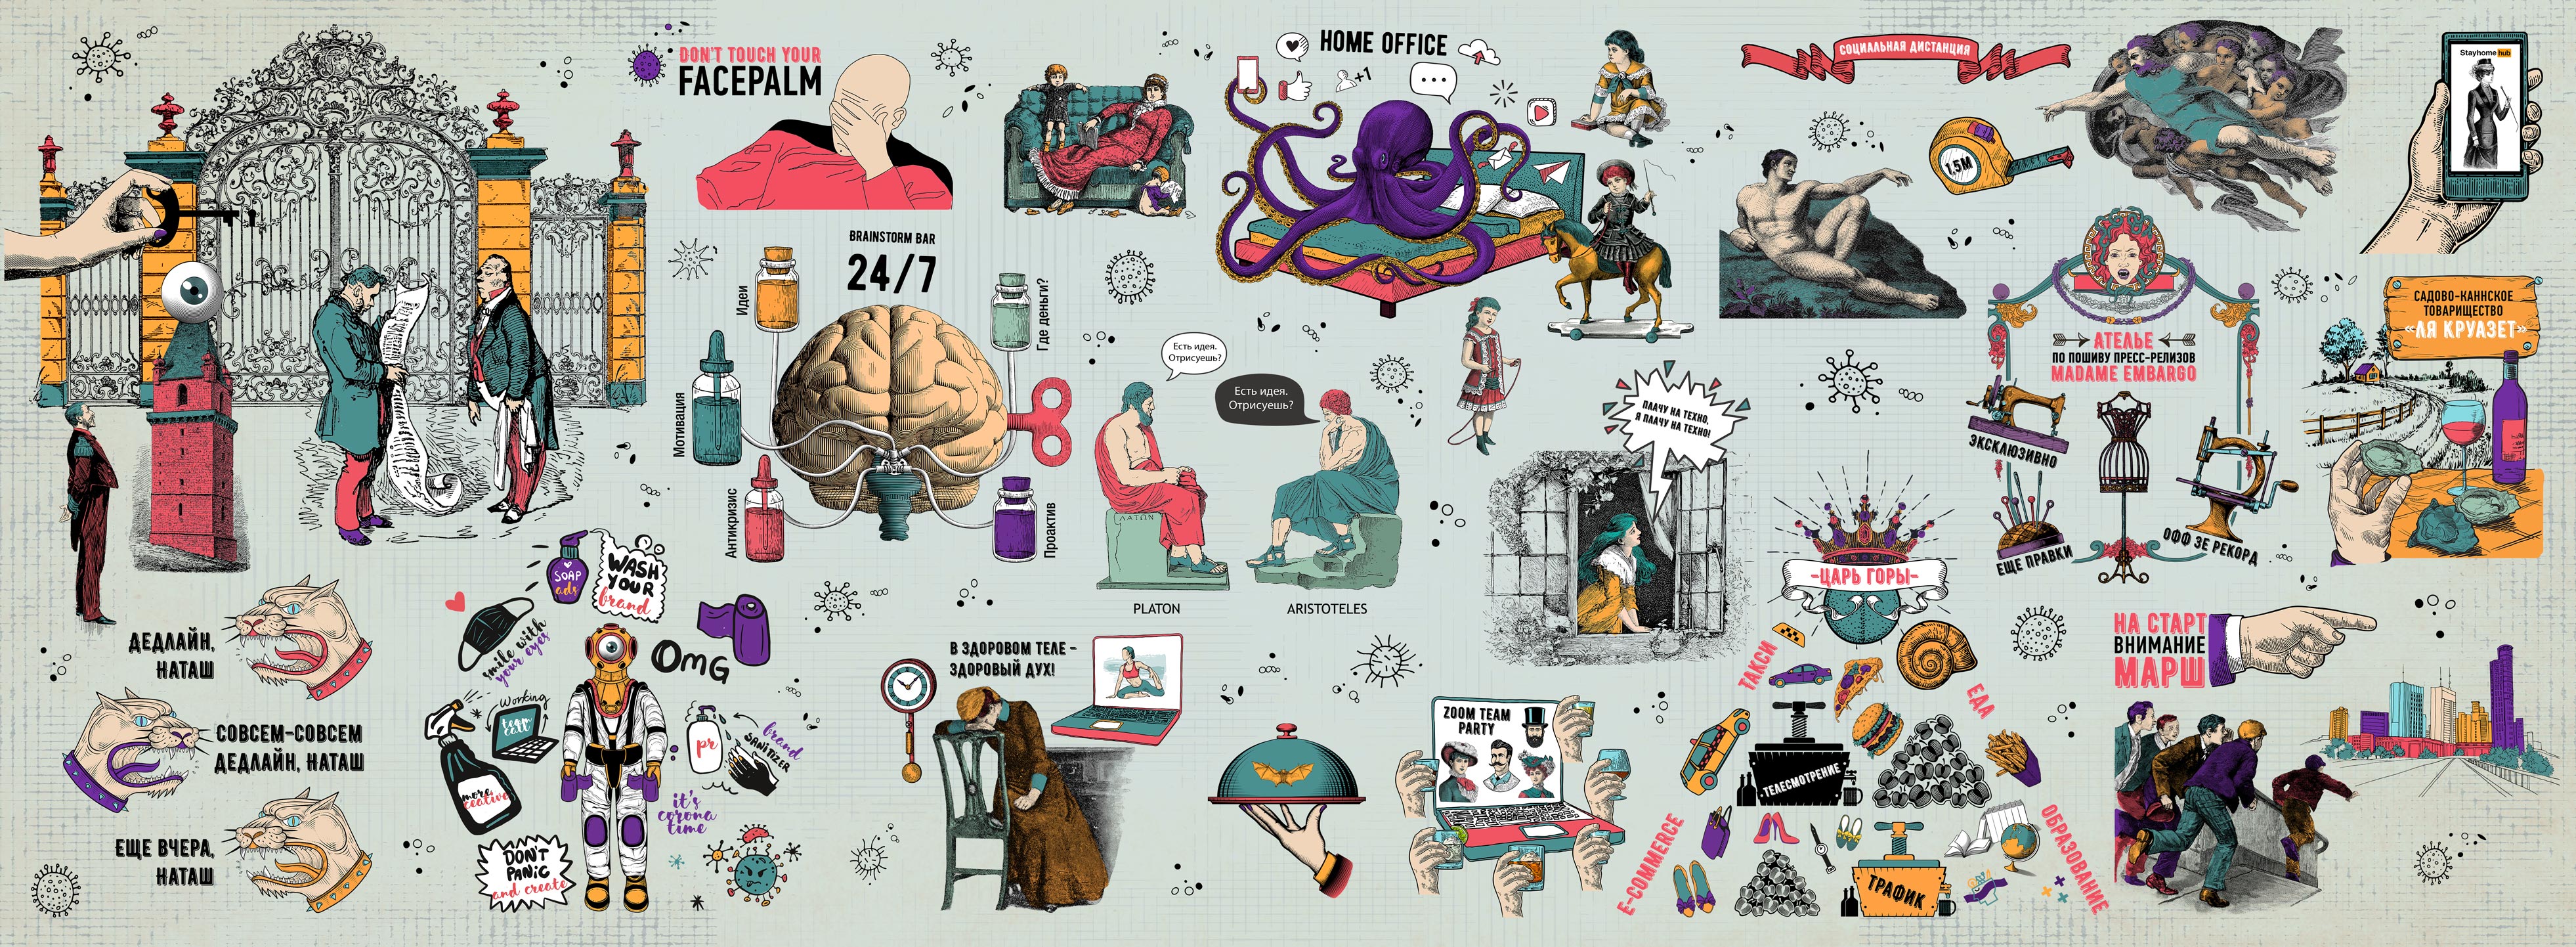 DON'T TOUCH YOUR
FACEPALM
HOME OFFICE
+1
СОЦИАЛЬНАЯ ДИСТАНЦИЯ
1,5М
Stayhome hub
BRAINSTORM BAR
24/7
Идеи
Где деньги?
Мотивация
Антикризис
Проактив
Есть идея.
Отрисуешь?
Есть идея.
Отрисуешь?
ΛΑΤΩΝ
PLATON
ARISTOTELES
ПЛАЧУ НА ТЕХНО,
Я ПЛАЧУ НА ТЕХНО!
АТЕЛЬЕ
ПО ПОШИВУ ПРЕСС-РЕЛИЗОВ
MADAME EMBARGO
ЭКСКЛЮЗИВНО
ЕЩЕ ПРАВКИ
ОФФ ЗЕ РЕКОРД
САДОВО-КАННСКОЕ
ТОВАРИЩЕСТВО
«ЛЯ КРУАЗЕТ»
ДЕДЛАЙН,
НАТАШ
СОВСЕМ-СОВСЕМ
ДЕДЛАЙН, НАТАШ
ЕЩЕ ВЧЕРА,
НАТАШ
SOAP
ads
WASH
YOUR
brand
smile with
your eyes
OMG
Working
team
call
more
creative
pr
brand
SANITIZER
it's
corona
time
DON'T
PANIC
and create
В ЗДОРОВОМ ТЕЛЕ –
ЗДОРОВЫЙ ДУХ!
ZOOM TEAM
PARTY
-ЦАРЬ ГОРЫ-
ТАКСИ
ЕДА
ТЕЛЕСМОТРЕНИЕ
E-COMMERCE
ТРАФИК
ОБРАЗОВАНИЕ
НА СТАРТ
ВНИМАНИЕ
МАРШ